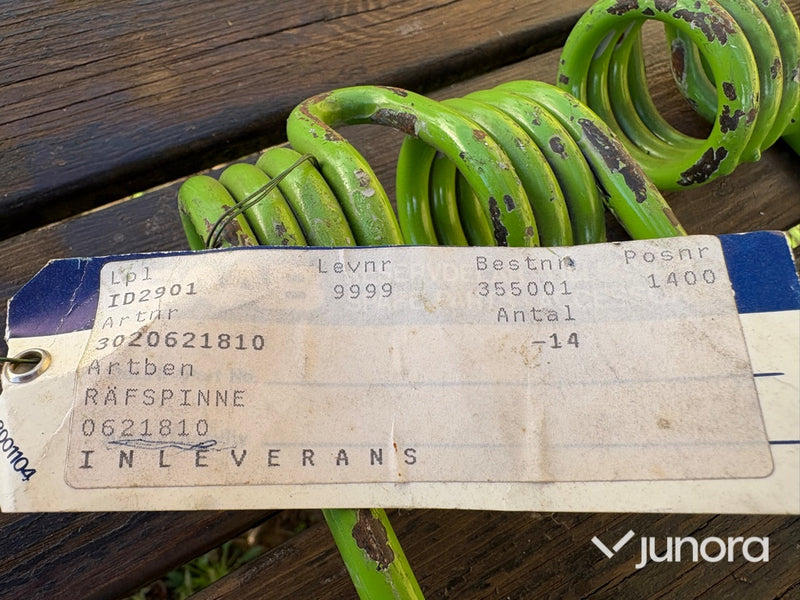 Lpl Levnr Bestnr Posnr
ID2901 9999 355001 1400
Artnr Antal
3020621810 -14
Artben
RÄFSPINNE
0621810
INLEVERANS
junora